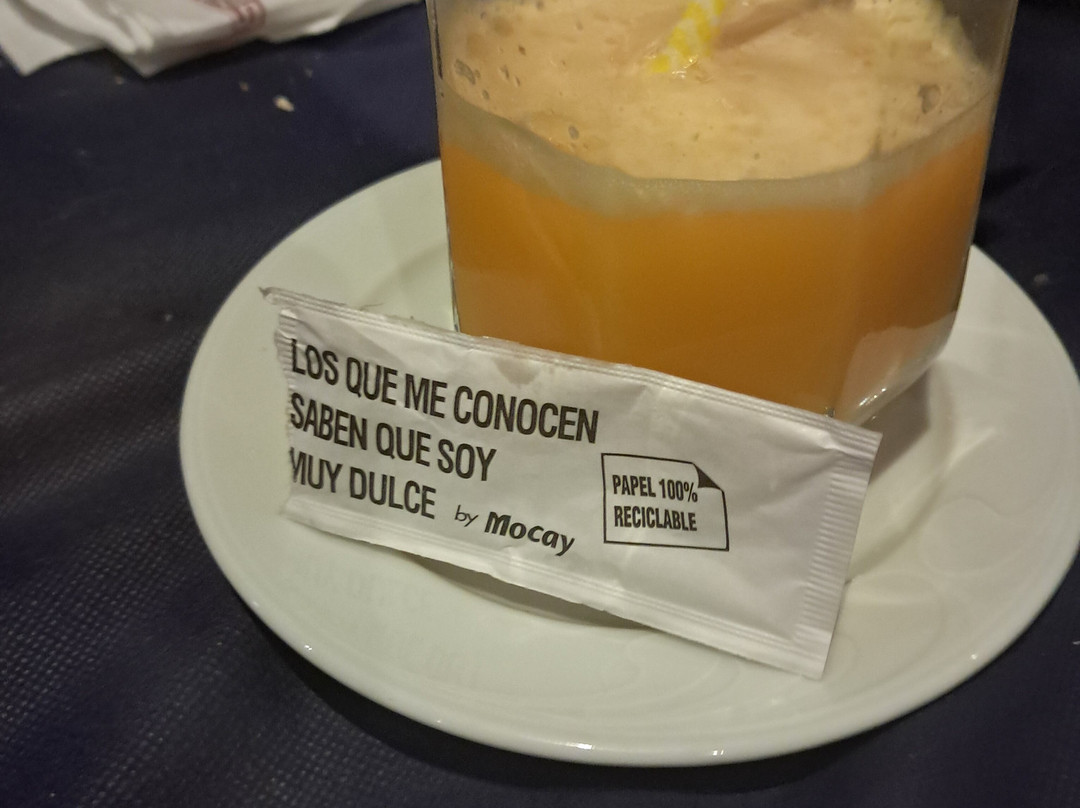 LOS QUE ME CONOCEN
SABEN QUE SOY
MUY DULCE by Mocay
PAPEL 100%
RECICLABLE